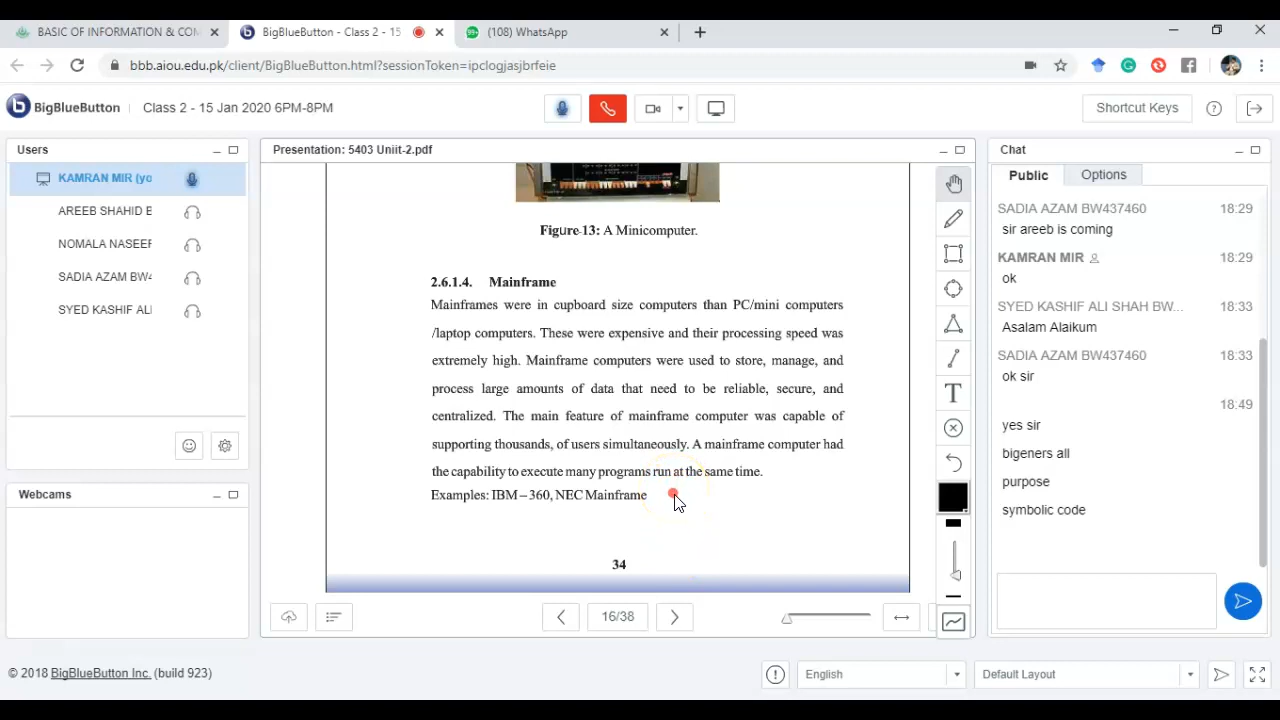 BASIC OF INFORMATION & COM
BigBlueButton - Class 2 - 15
(108) WhatsApp
bbb.aiou.edu.pk/client/BigBlueButton.html?sessionToken=ipclogjasjbrfeie
BigBlueButton
Class 2 - 15 Jan 2020 6PM-8PM
Shortcut Keys
Users
KAMRAN MIR (yo
AREEB SHAHID B
NOMALA NASEEF
SADIA AZAM BW4
SYED KASHIF ALI
Webcams
Presentation: 5403 Uniit-2.pdf
Figure-13: A Minicomputer.
2.6.1.4. Mainframe
Mainframes were in cupboard size computers than PC/mini computers
/laptop computers. These were expensive and their processing speed was
extremely high. Mainframe computers were used to store, manage, and
process large amounts of data that need to be reliable, secure, and
centralized. The main feature of mainframe computer was capable of
supporting thousands, of users simultaneously. A mainframe computer had
the capability to execute many programs run at the same time.
Examples: IBM – 360, NEC Mainframe
34
16/38
T
Chat
Public
Options
SADIA AZAM BW437460 18:29
sir areeb is coming
KAMRAN MIR 18:29
ok
SYED KASHIF ALI SHAH BW... 18:33
Asalam Alaikum
SADIA AZAM BW437460 18:33
ok sir
18:49
yes sir
bigeners all
purpose
symbolic code
© 2018 BigBlueButton Inc. (build 923)
English
Default Layout